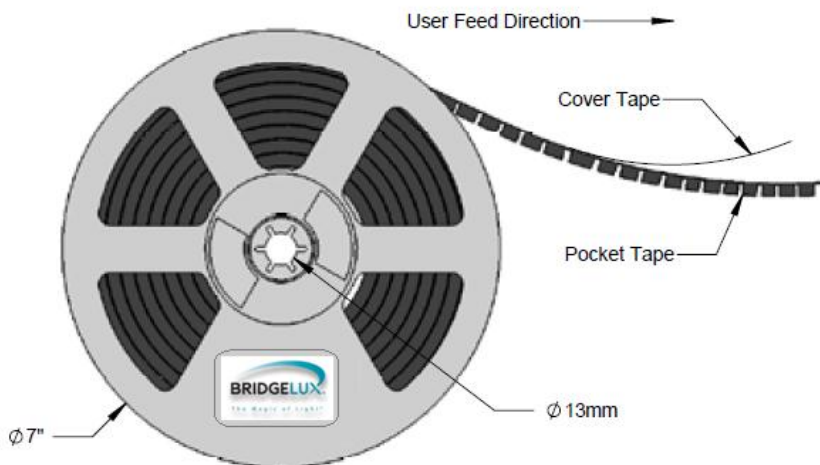 User Feed Direction
Cover Tape
Pocket Tape
BRIDGELUX®
The Magic of Light®
Ø 13mm
Ø 7"